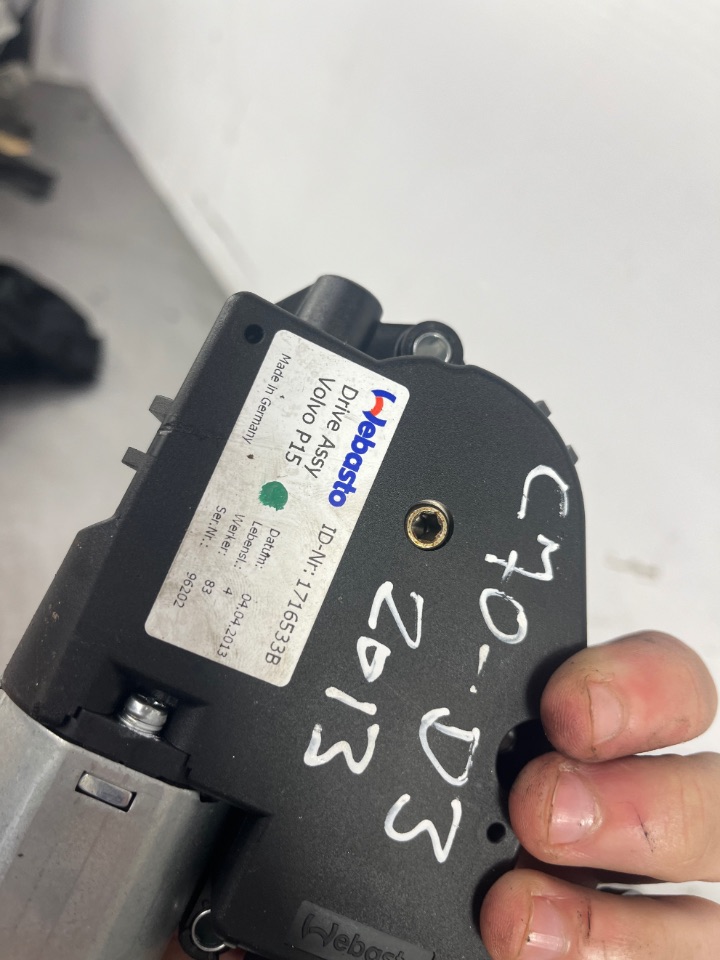 Webasto
Drive Assy
Volvo P15
Made in Germany
ID-Nr: 1716533B
Datum: 04.04.2013
Lebensl.: 4
Werker: 83
Ser.Nr.: 96202
C70-D3
2013
Webasto